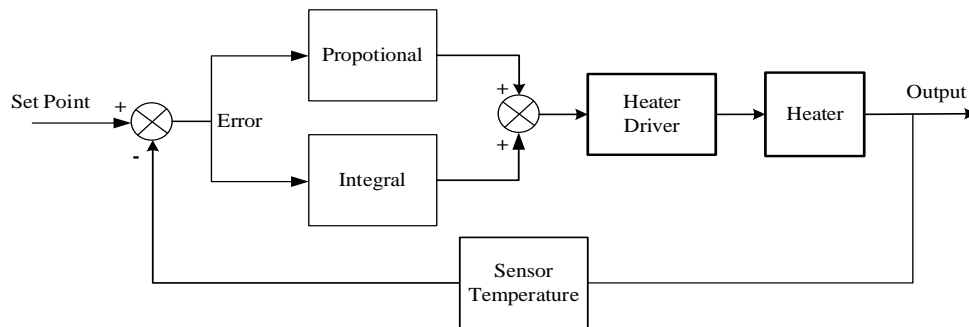 Set Point
+
-
Error
Propotional
Integral
+
+
Heater
Driver
Heater
Output
Sensor
Temperature